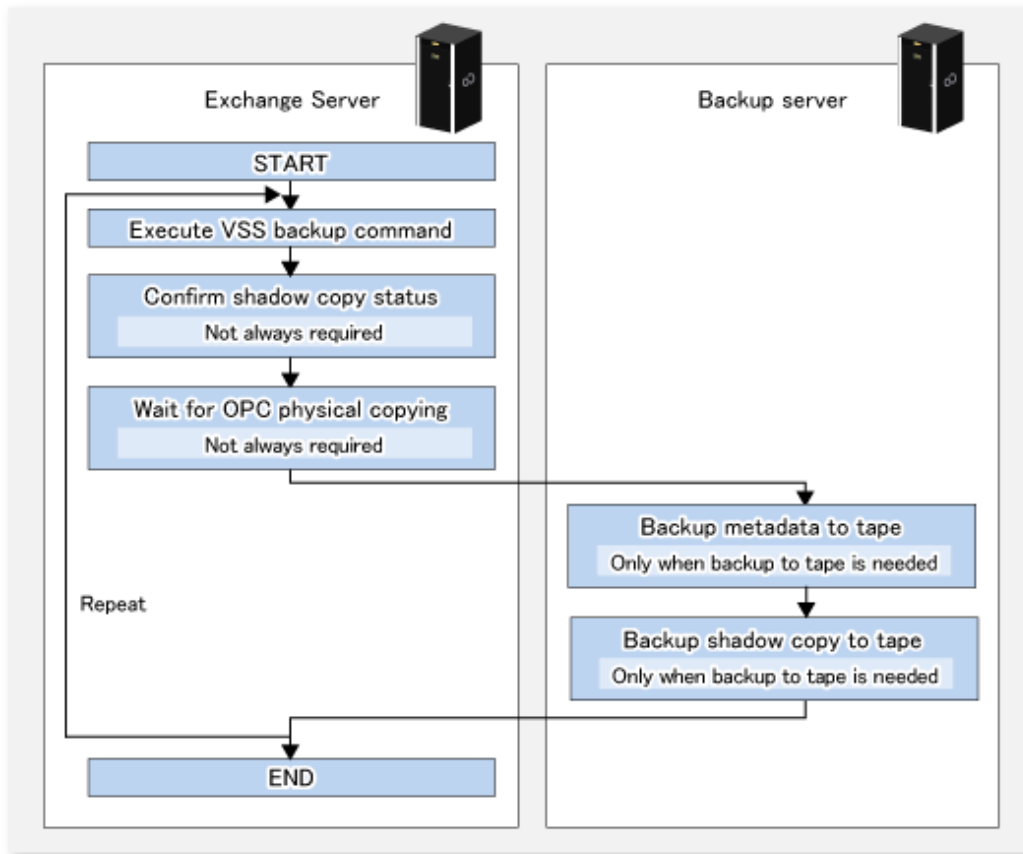 Exchange Server
Backup server
START
Execute VSS backup command
Confirm shadow copy status
Not always required
Wait for OPC physical copying
Not always required
Backup metadata to tape
Only when backup to tape is needed
Repeat
Backup shadow copy to tape
Only when backup to tape is needed
END